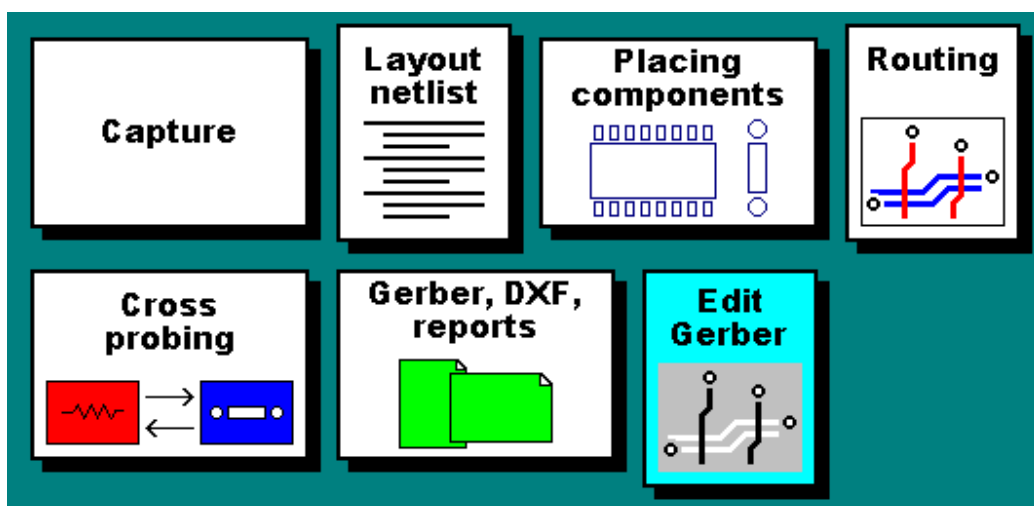 Capture
Layout
netlist
Placing
components
Routing
Cross
probing
Gerber, DXF,
reports
Edit
Gerber